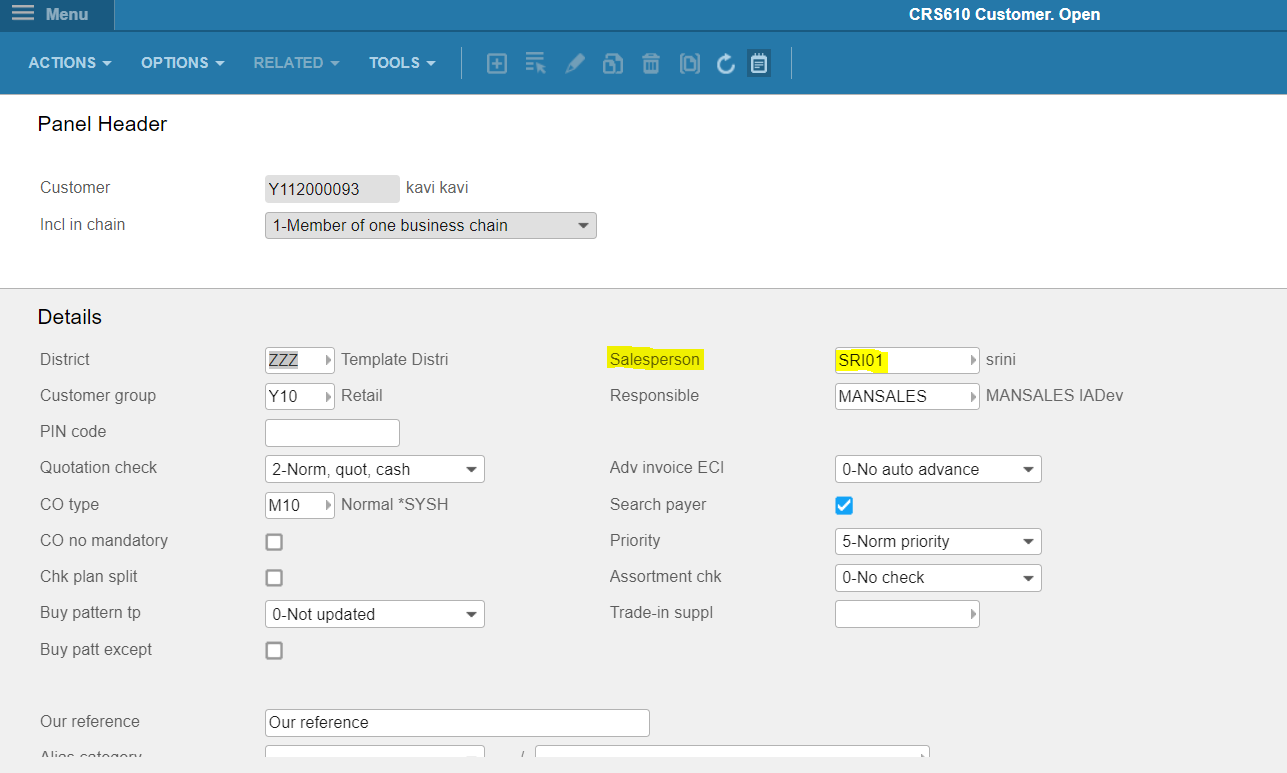 Menu CRS610 Customer. Open
ACTIONS OPTIONS RELATED TOOLS
Panel Header
Customer Y112000093 kavi kavi
Incl in chain 1-Member of one business chain
Details
District ZZZ Template Distri Salesperson SRI01 srini
Customer group Y10 Retail Responsible MANSALES MANSALES IADev
PIN code
Quotation check 2-Norm, quot, cash Adv invoice ECI 0-No auto advance
CO type M10 Normal *SYSH Search payer
CO no mandatory Priority 5-Norm priority
Chk plan split Assortment chk 0-No check
Buy pattern tp 0-Not updated Trade-in suppl
Buy patt except
Our reference Our reference
Alias category /